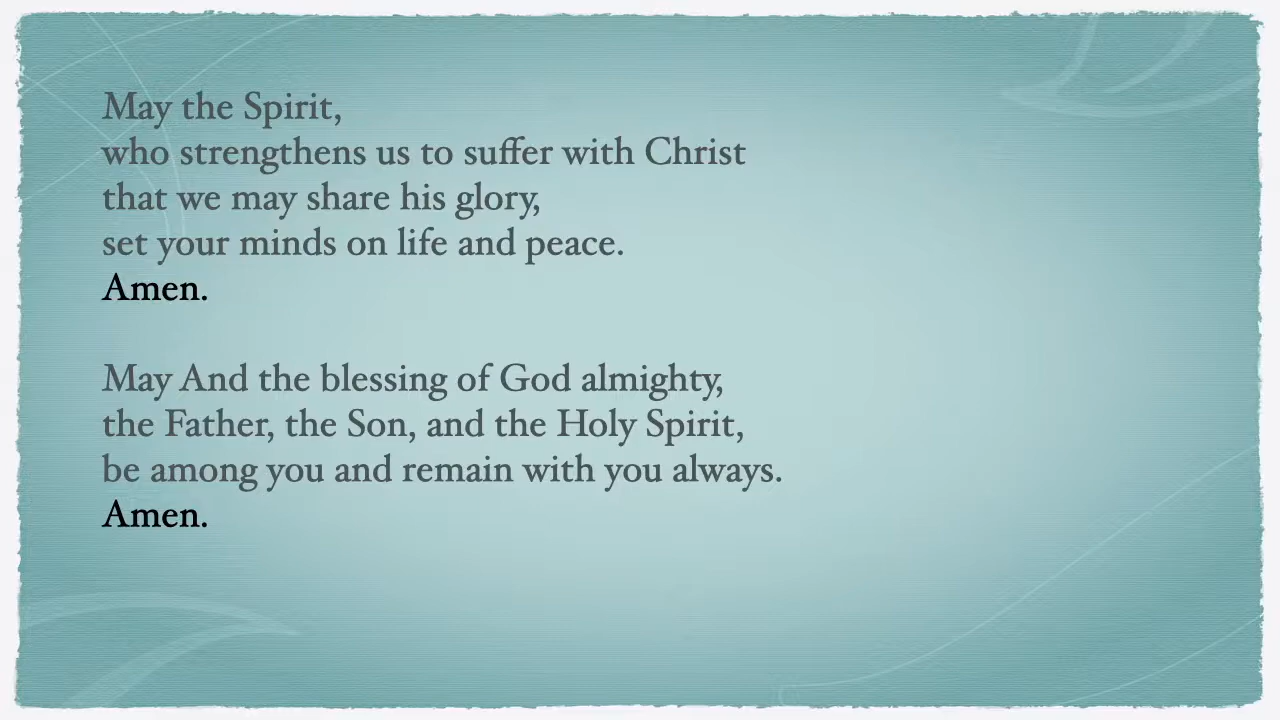 May the Spirit,
who strengthens us to suffer with Christ
that we may share his glory,
set your minds on life and peace.
Amen.
May And the blessing of God almighty,
the Father, the Son, and the Holy Spirit,
be among you and remain with you always.
Amen.